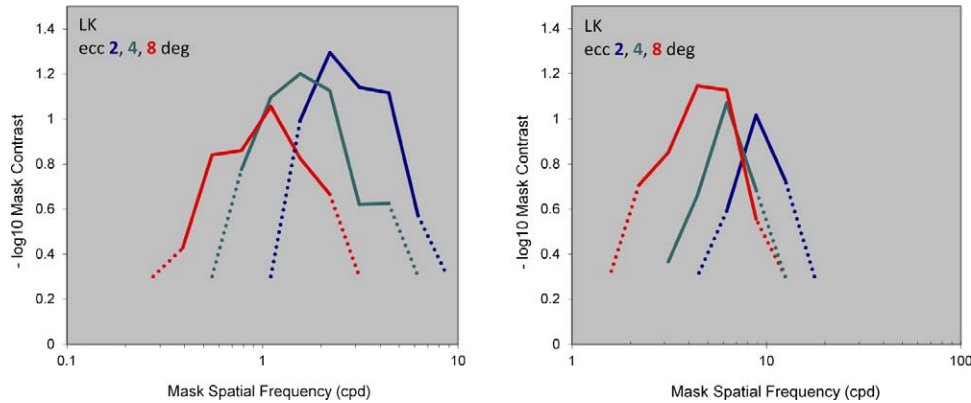 LK
ecc 2, 4, 8 deg
- log10 Mask Contrast
1.4
1.2
1
0.8
0.6
0.4
0.2
0
0.1
1
10
Mask Spatial Frequency (cpd)
LK
ecc 2, 4, 8 deg
- log10 Mask Contrast
1.4
1.2
1
0.8
0.6
0.4
0.2
0
1
10
100
Mask Spatial Frequency (cpd)